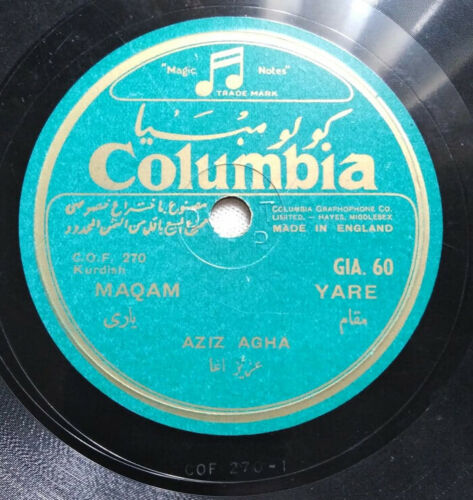 "Magic Notes"
TRADE MARK
كولومبيا
Columbia
COLUMBIA GRAPHOPHONE CO.
LIMITED. - HAYES, MIDDLESEX
MADE IN ENGLAND
C.O.F. 270
Kurdish
GIA. 60
MAQAM YARE
ياري مقام
AZIZ AGHA
عزيز اغا
COF 270-1